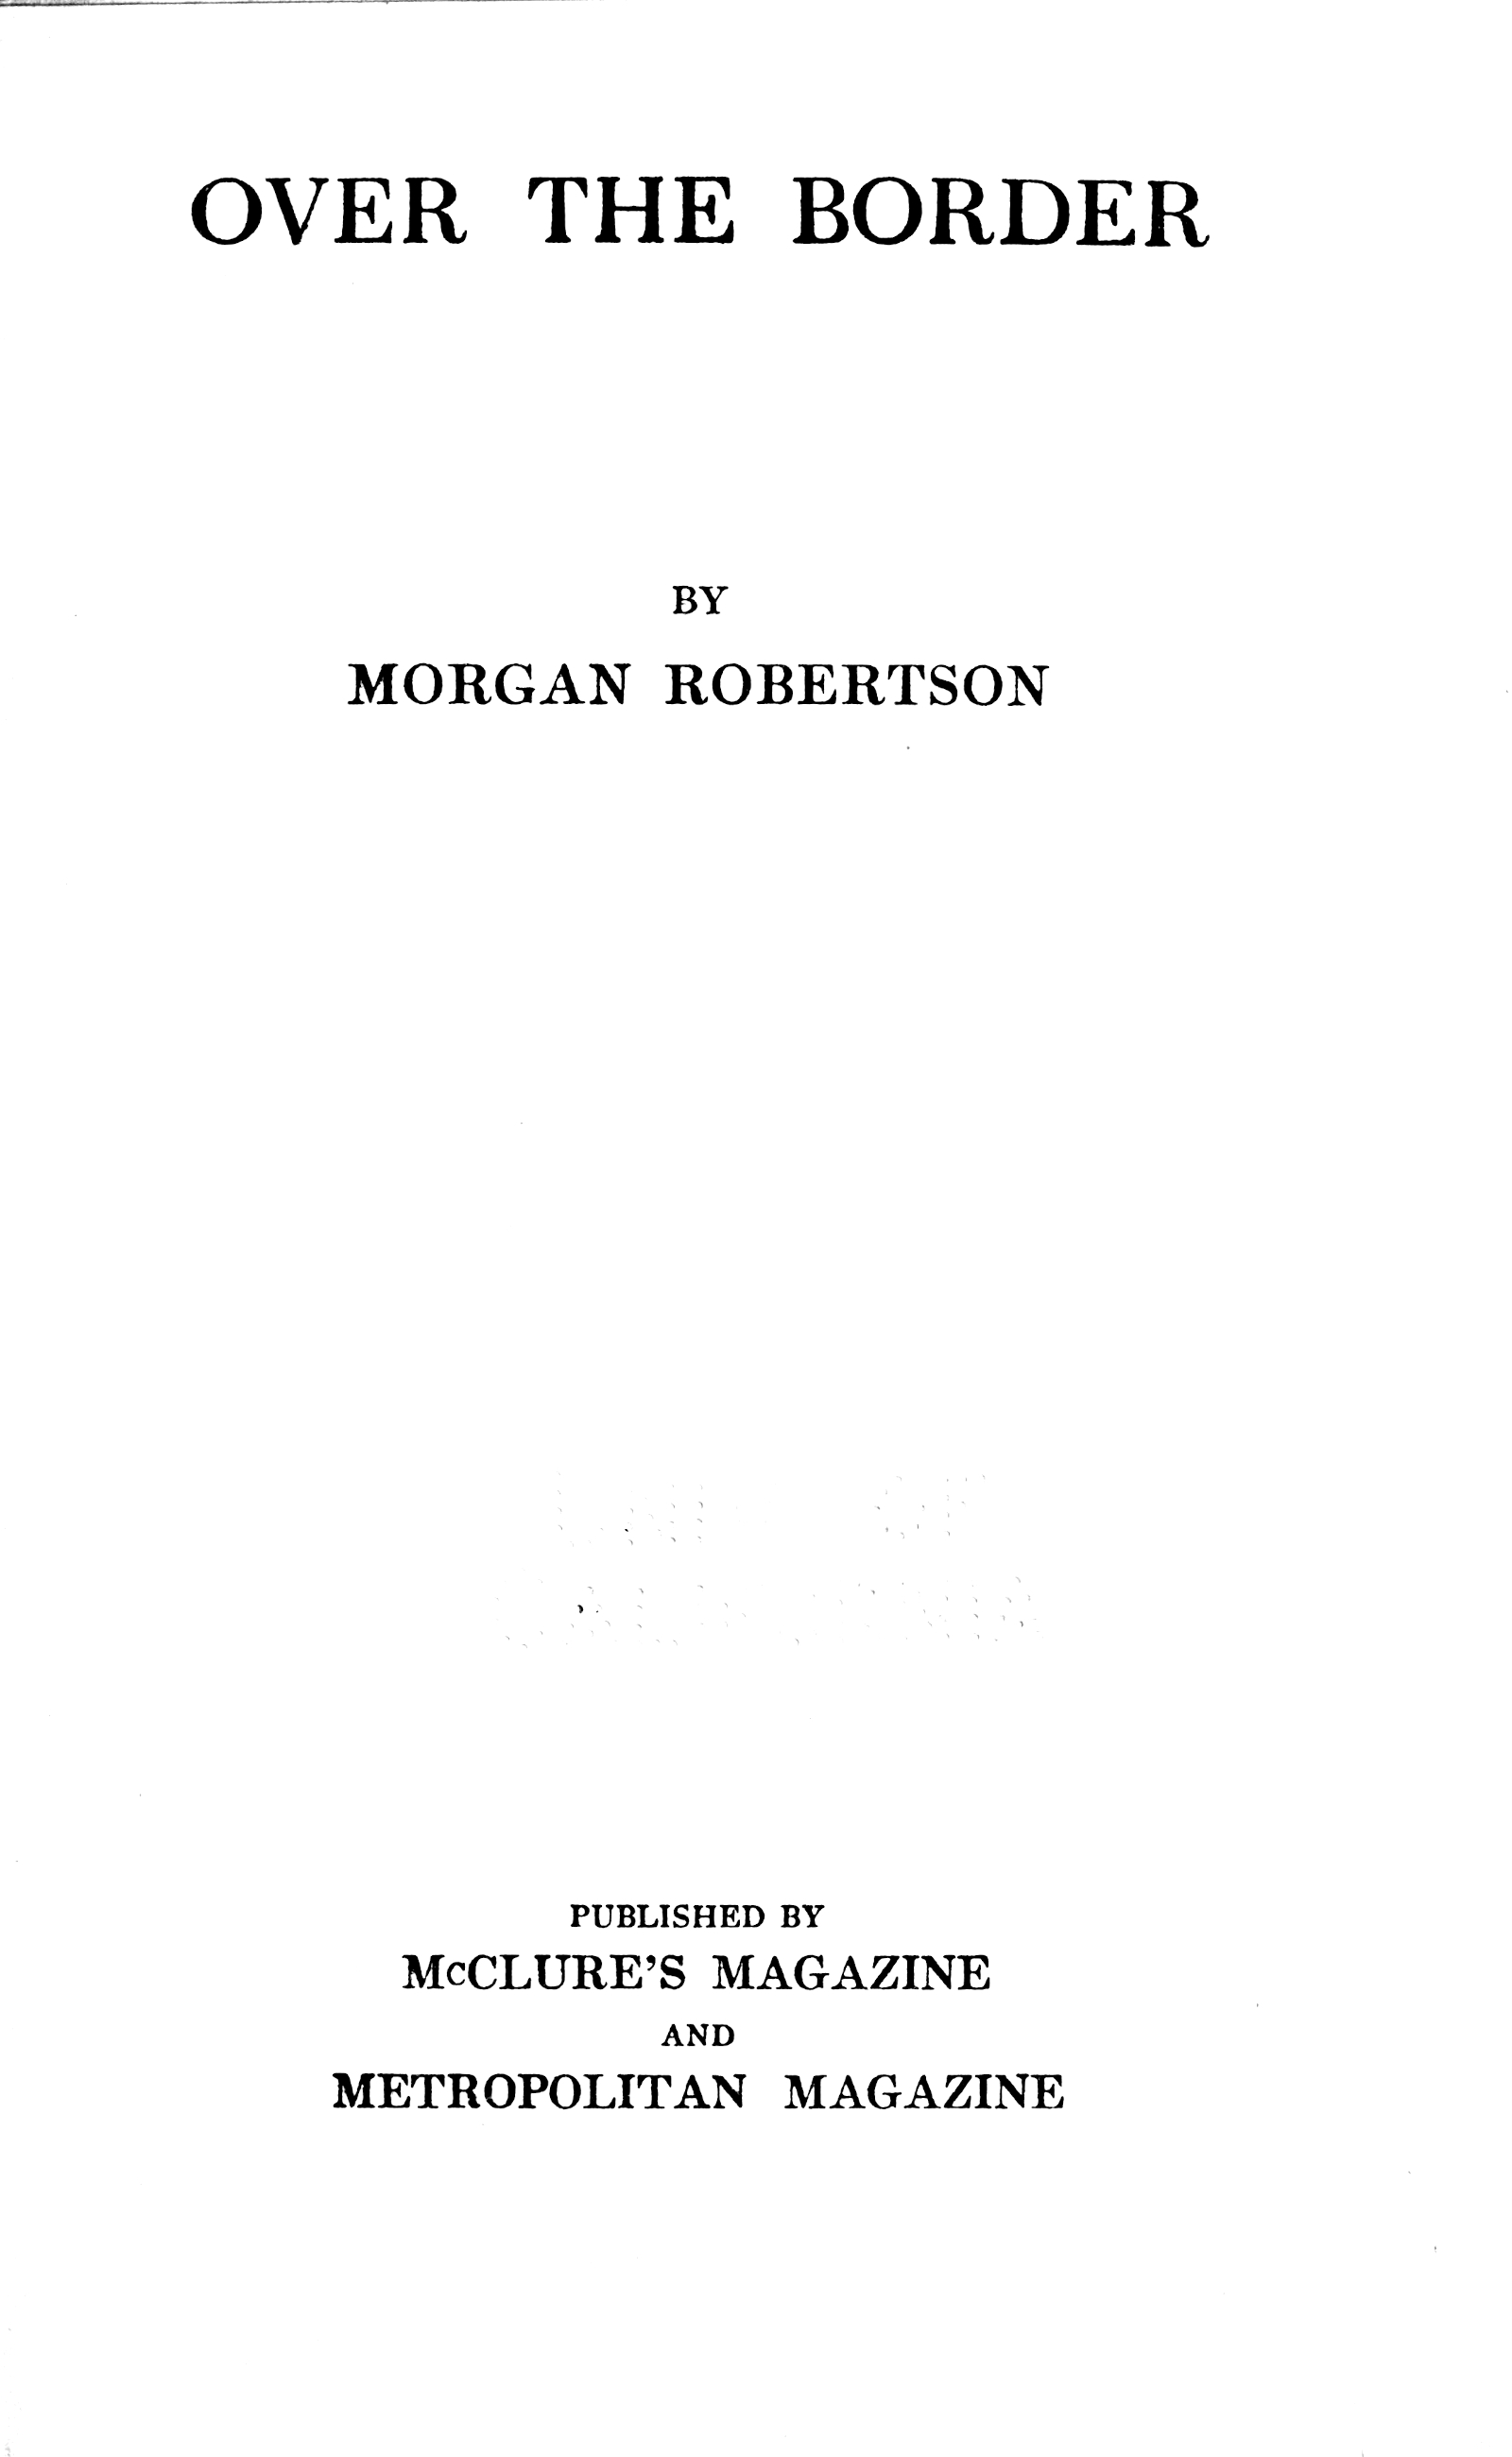 OVER THE BORDER
BY
MORGAN ROBERTSON
PUBLISHED BY
McCLURE'S MAGAZINE
AND
METROPOLITAN MAGAZINE